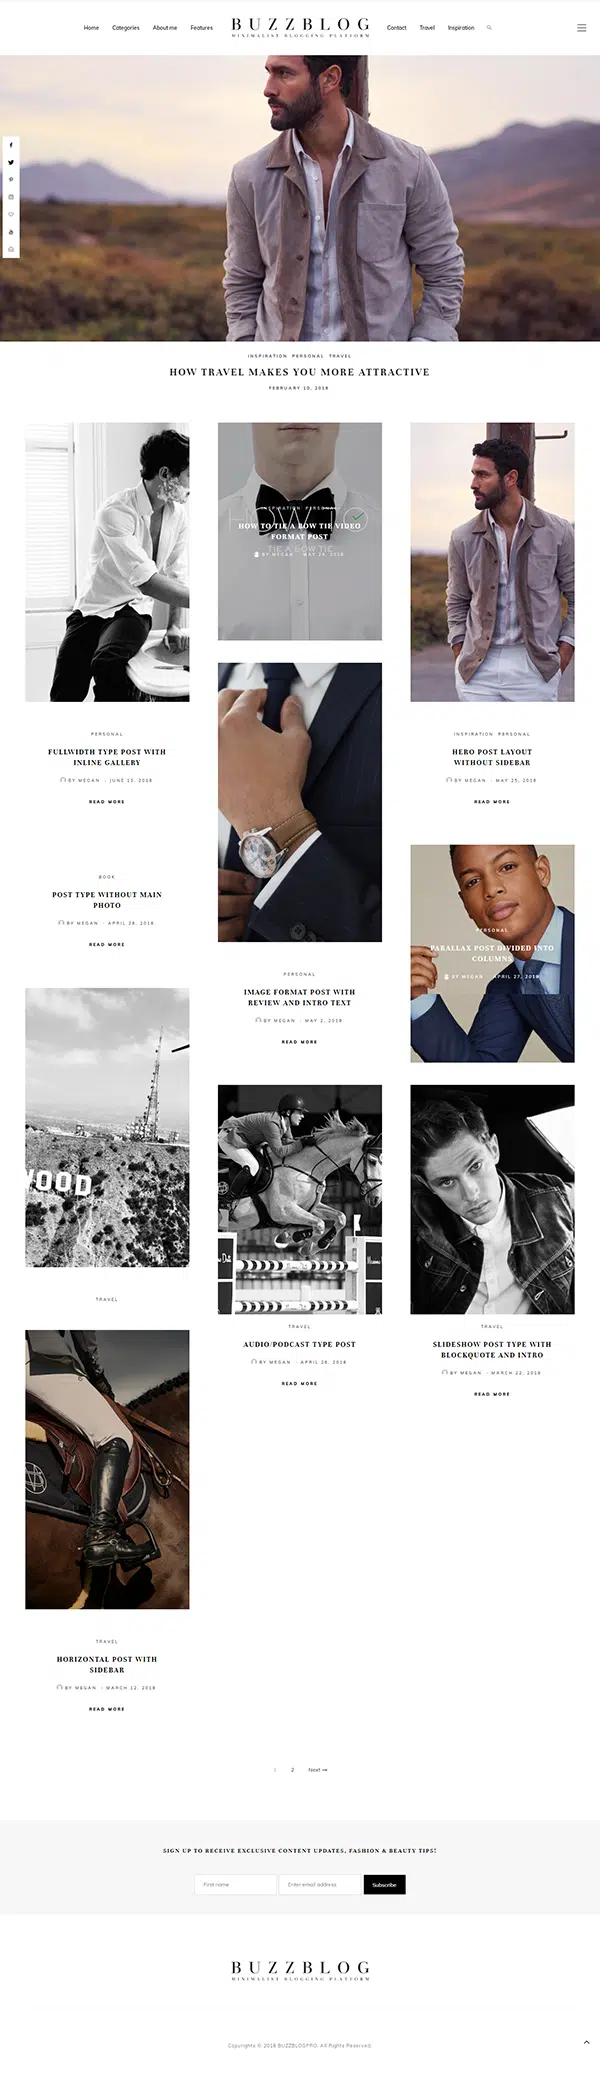 Home Categories About me Features
BUZZBLOG
MINIMALIST BLOGGING PLATFORM
Contact Travel Inspiration
INSPIRATION PERSONAL TRAVEL
HOW TRAVEL MAKES YOU MORE ATTRACTIVE
FEBRUARY 10, 2018
PERSONAL
FULLWIDTH TYPE POST WITH
INLINE GALLERY
BY MEGAN - JUNE 13, 2018
READ MORE
BOOK
POST TYPE WITHOUT MAIN
PHOTO
BY MEGAN - APRIL 28, 2018
READ MORE
WOOD
TRAVEL
TRAVEL
HORIZONTAL POST WITH
SIDEBAR
BY MEGAN - MARCH 12, 2018
READ MORE
HOW TO
INSPIRATION PERSONAL
HOW TO TIE A BOW TIE VIDEO
FORMAT POST
TIE A BOW TIE
BY MEGAN - MAY 28, 2018
PERSONAL
IMAGE FORMAT POST WITH
REVIEW AND INTRO TEXT
BY MEGAN - MAY 2, 2018
READ MORE
TRAVEL
AUDIO/PODCAST TYPE POST
BY MEGAN - APRIL 26, 2018
READ MORE
INSPIRATION PERSONAL
HERO POST LAYOUT
WITHOUT SIDEBAR
BY MEGAN - MAY 25, 2018
READ MORE
PERSONAL
PARALLAX POST DIVIDED INTO
COLUMNS
BY MEGAN - APRIL 27, 2018
TRAVEL
SLIDESHOW POST TYPE WITH
BLOCKQUOTE AND INTRO
BY MEGAN - MARCH 22, 2018
READ MORE
1 2 Next
SIGN UP TO RECEIVE EXCLUSIVE CONTENT UPDATES, FASHION & BEAUTY TIPS!
First name Enter email address Subscribe
BUZZBLOG
MINIMALIST BLOGGING PLATFORM
Copyrights © 2018 BUZZBLOGPRO. All Rights Reserved.